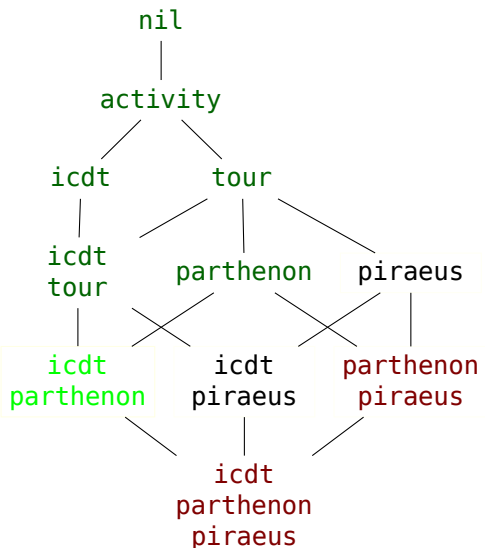 nil
activity
icdt
tour
icdt
tour
parthenon
piraeus
icdt
parthenon
icdt
piraeus
parthenon
piraeus
icdt
parthenon
piraeus